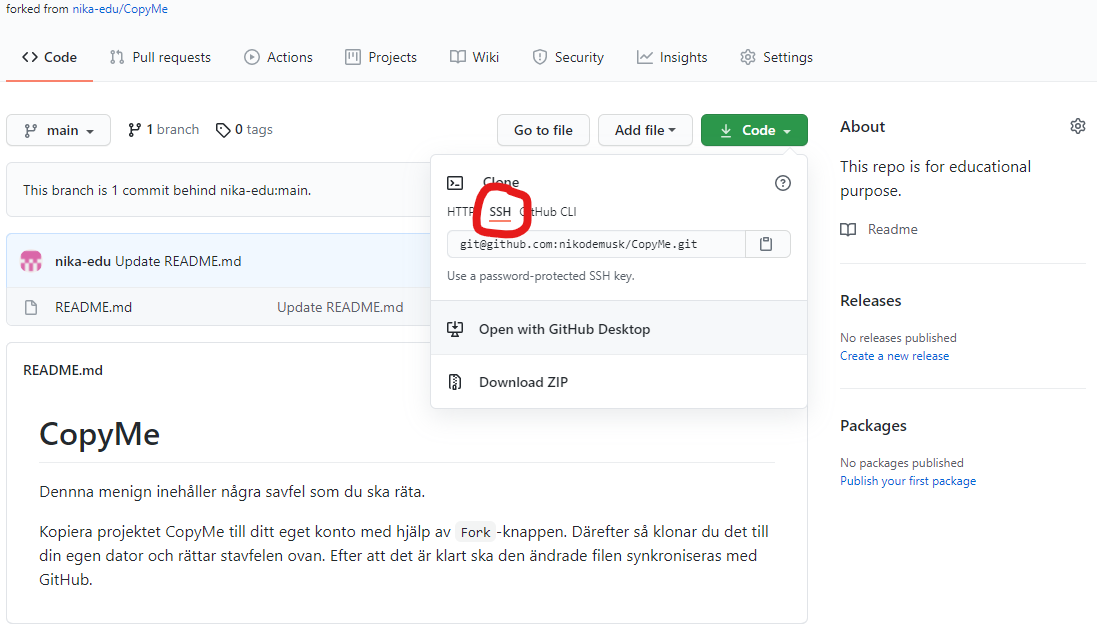 forked from nika-edu/CopyMe
Code Pull requests Actions Projects Wiki Security Insights Settings
main 1 branch 0 tags Go to file Add file Code
This branch is 1 commit behind nika-edu:main.
Clone
HTTP SSH GitHub CLI
git@github.com:nikodemusk/CopyMe.git
Use a password-protected SSH key.
Open with GitHub Desktop
Download ZIP
nika-edu Update README.md
README.md Update README.md
README.md
CopyMe
Dennna menign inehåller några savfel som du ska räta.
Kopiera projektet CopyMe till ditt eget konto med hjälp av Fork-knappen. Därefter så klonar du det till
din egen dator och rättar stavfelen ovan. Efter att det är klart ska den ändrade filen synkroniseras med
GitHub.
About
This repo is for educational
purpose.
Readme
Releases
No releases published
Create a new release
Packages
No packages published
Publish your first package